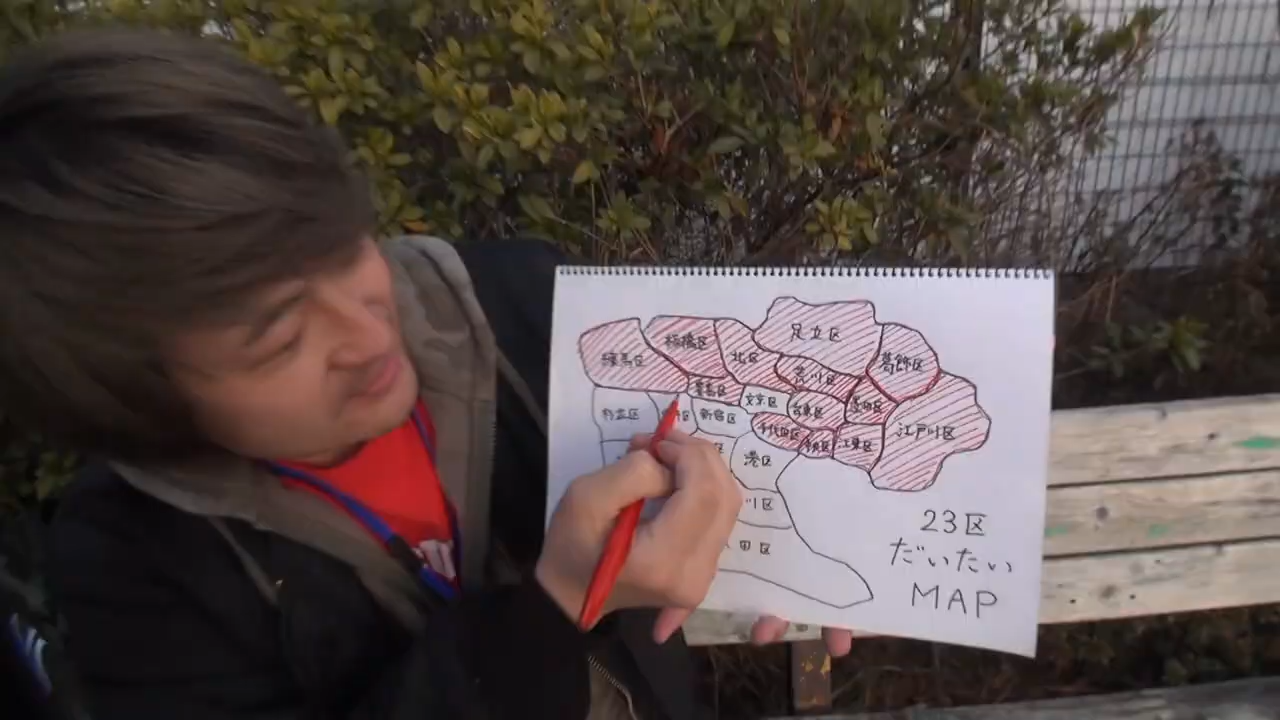 足立区
板橋区
北区
練馬区
葛飾区
荒川区
豊島区
文京区
台東区
墨田区
杉並区
区
新宿区
千代田区
中央区
江東区
江戸川区
区
港区
川区
田区
23区
だいたい
MAP